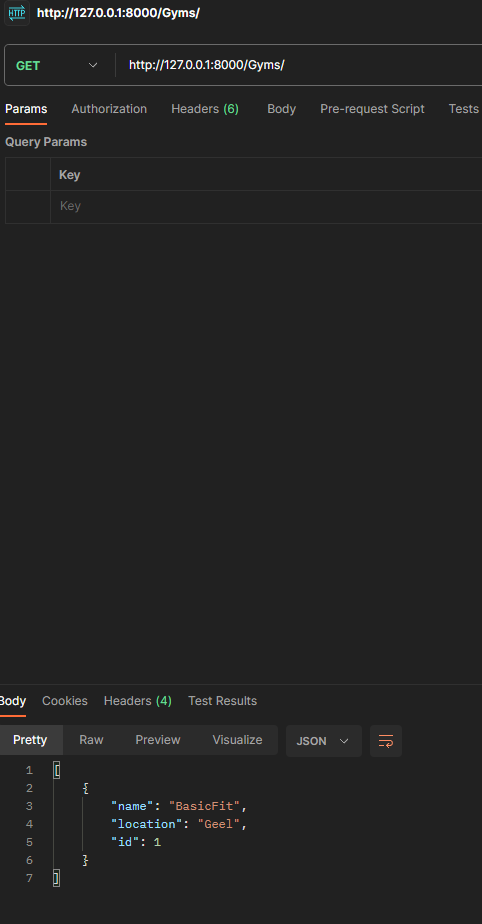 HTTP http://127.0.0.1:8000/Gyms/
GET http://127.0.0.1:8000/Gyms/
Params Authorization Headers (6) Body Pre-request Script Tests
Query Params
Key
Key
Body Cookies Headers (4) Test Results
Pretty Raw Preview Visualize JSON
1 [
2 {
3 "name": "BasicFit",
4 "location": "Geel",
5 "id": 1
6 }
7 ]